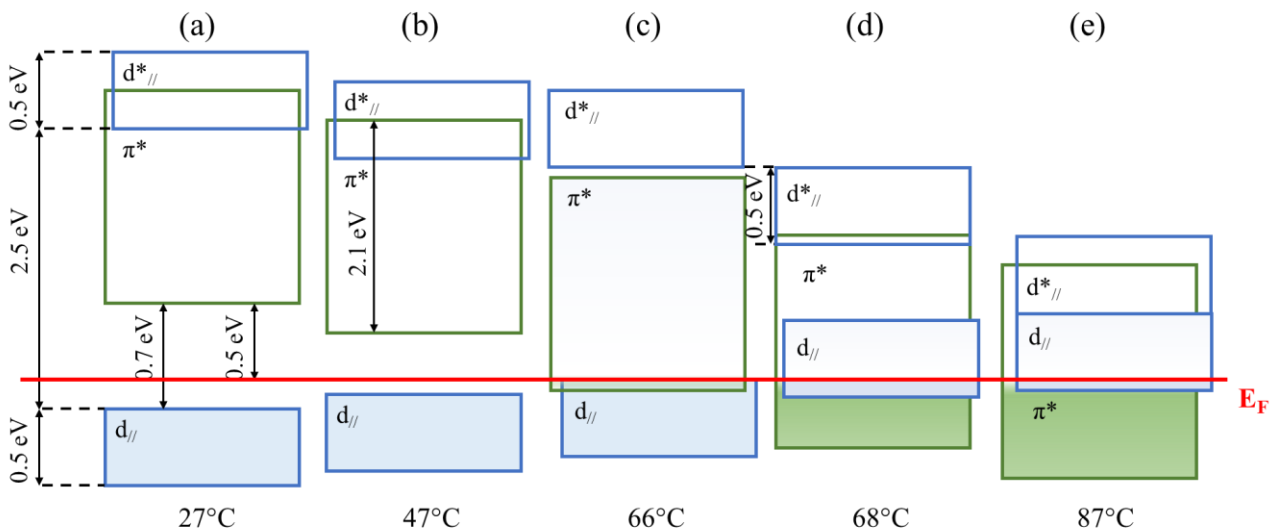 (a) (b) (c) (d) (e)
0.5 eV
d*//
π*
2.5 eV
0.7 eV
0.5 eV
d//
0.5 eV
27°C
d*//
π*
2.1 eV
d//
47°C
d*//
π*
d//
66°C
0.5 eV
d*//
π*
d//
68°C
d*//
d//
π*
87°C
E_F